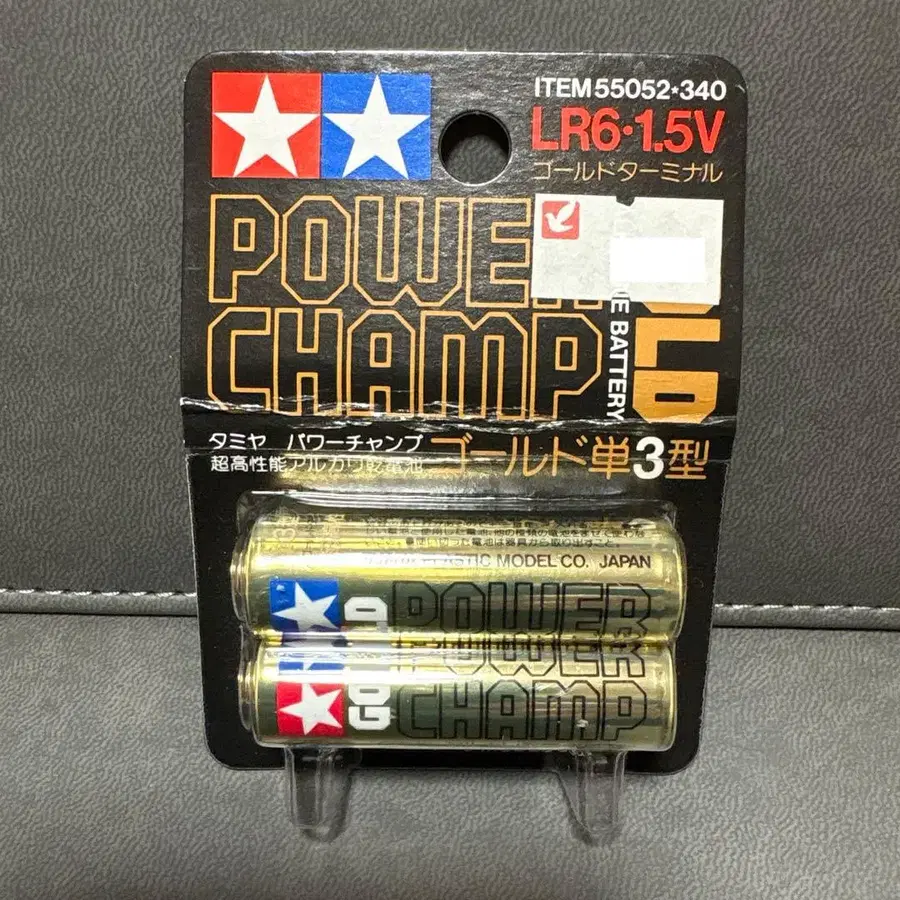 ITEM 55052★340
LR6・1.5V
ゴールドターミナル
POWER
CHAMP
BATTERY
タミヤ パワーチャンプ
超高性能アルカリ乾電池
ゴールド単3型
PLASTIC MODEL CO. JAPAN
POWER
GOLD
POWER
CHAMP